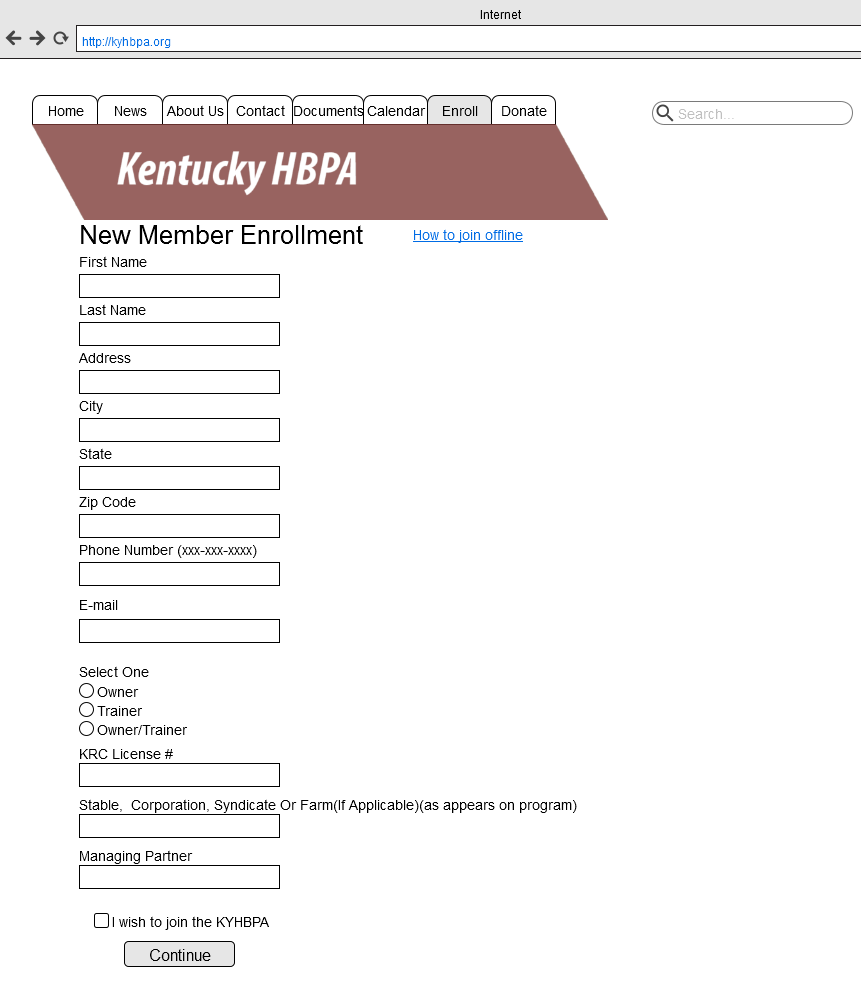 Internet
http://kyhbpa.org
Home News About Us Contact Documents Calendar Enroll Donate
Search...
Kentucky HBPA
New Member Enrollment
How to join offline
First Name
Last Name
Address
City
State
Zip Code
Phone Number (xxx-xxx-xxxx)
E-mail
Select One
Owner
Trainer
Owner/Trainer
KRC License #
Stable,  Corporation, Syndicate Or Farm(If Applicable)(as appears on program)
Managing Partner
I wish to join the KYHBPA
Continue